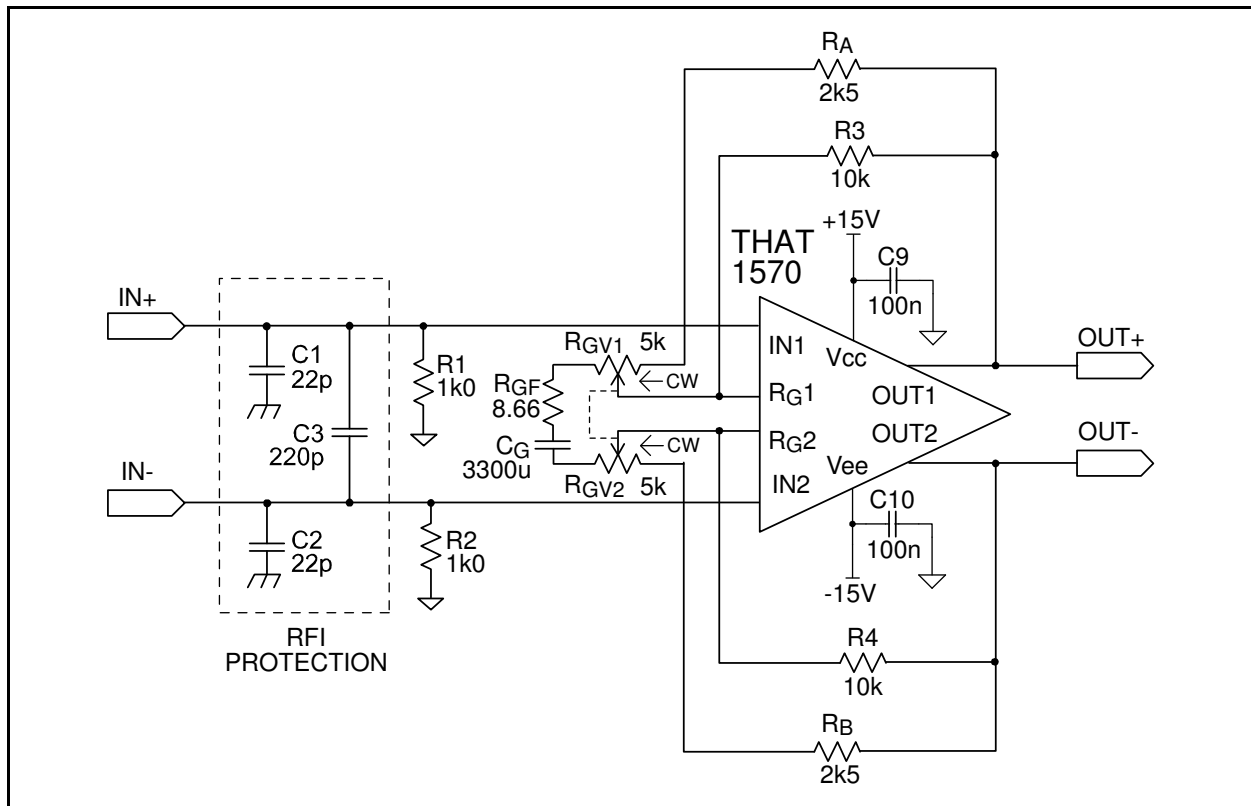 RA
2k5
R3
10k
+15V
THAT
1570
C9
100n
IN+
C1
22p
R1
1k0
RGV1
5k
CW
RGF
8.66
CG
3300u
C3
220p
IN1
Vcc
RG1
OUT1
OUT+
RG2
OUT2
CW
RGV2
5k
Vee
IN2
OUT-
IN-
C2
22p
R2
1k0
C10
100n
-15V
RFI
PROTECTION
R4
10k
RB
2k5